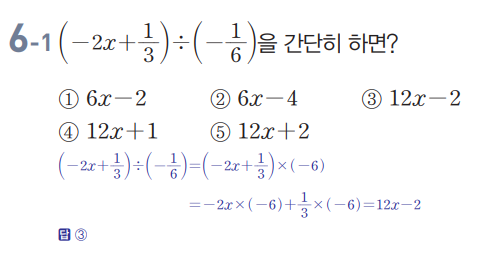 6-1 (-2x+1/3)÷(-1/6)을 간단히 하면?
① 6x-2 ② 6x-4 ③ 12x-2
④ 12x+1 ⑤ 12x+2
(-2x+1/3)÷(-1/6)=(-2x+1/3)×(-6)
=-2x×(-6)+1/3×(-6)=12x-2
답 ③